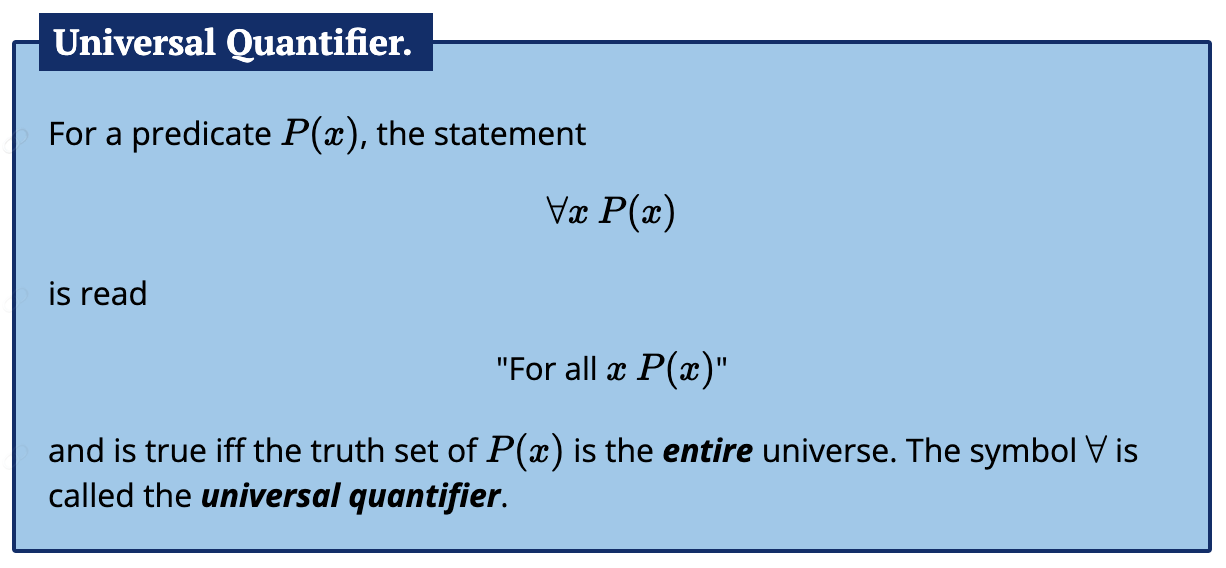 Universal Quantifier.
For a predicate P(x), the statement
∀x P(x)
is read
"For all x P(x)"
and is true iff the truth set of P(x) is the entire universe. The symbol ∀ is
called the universal quantifier.